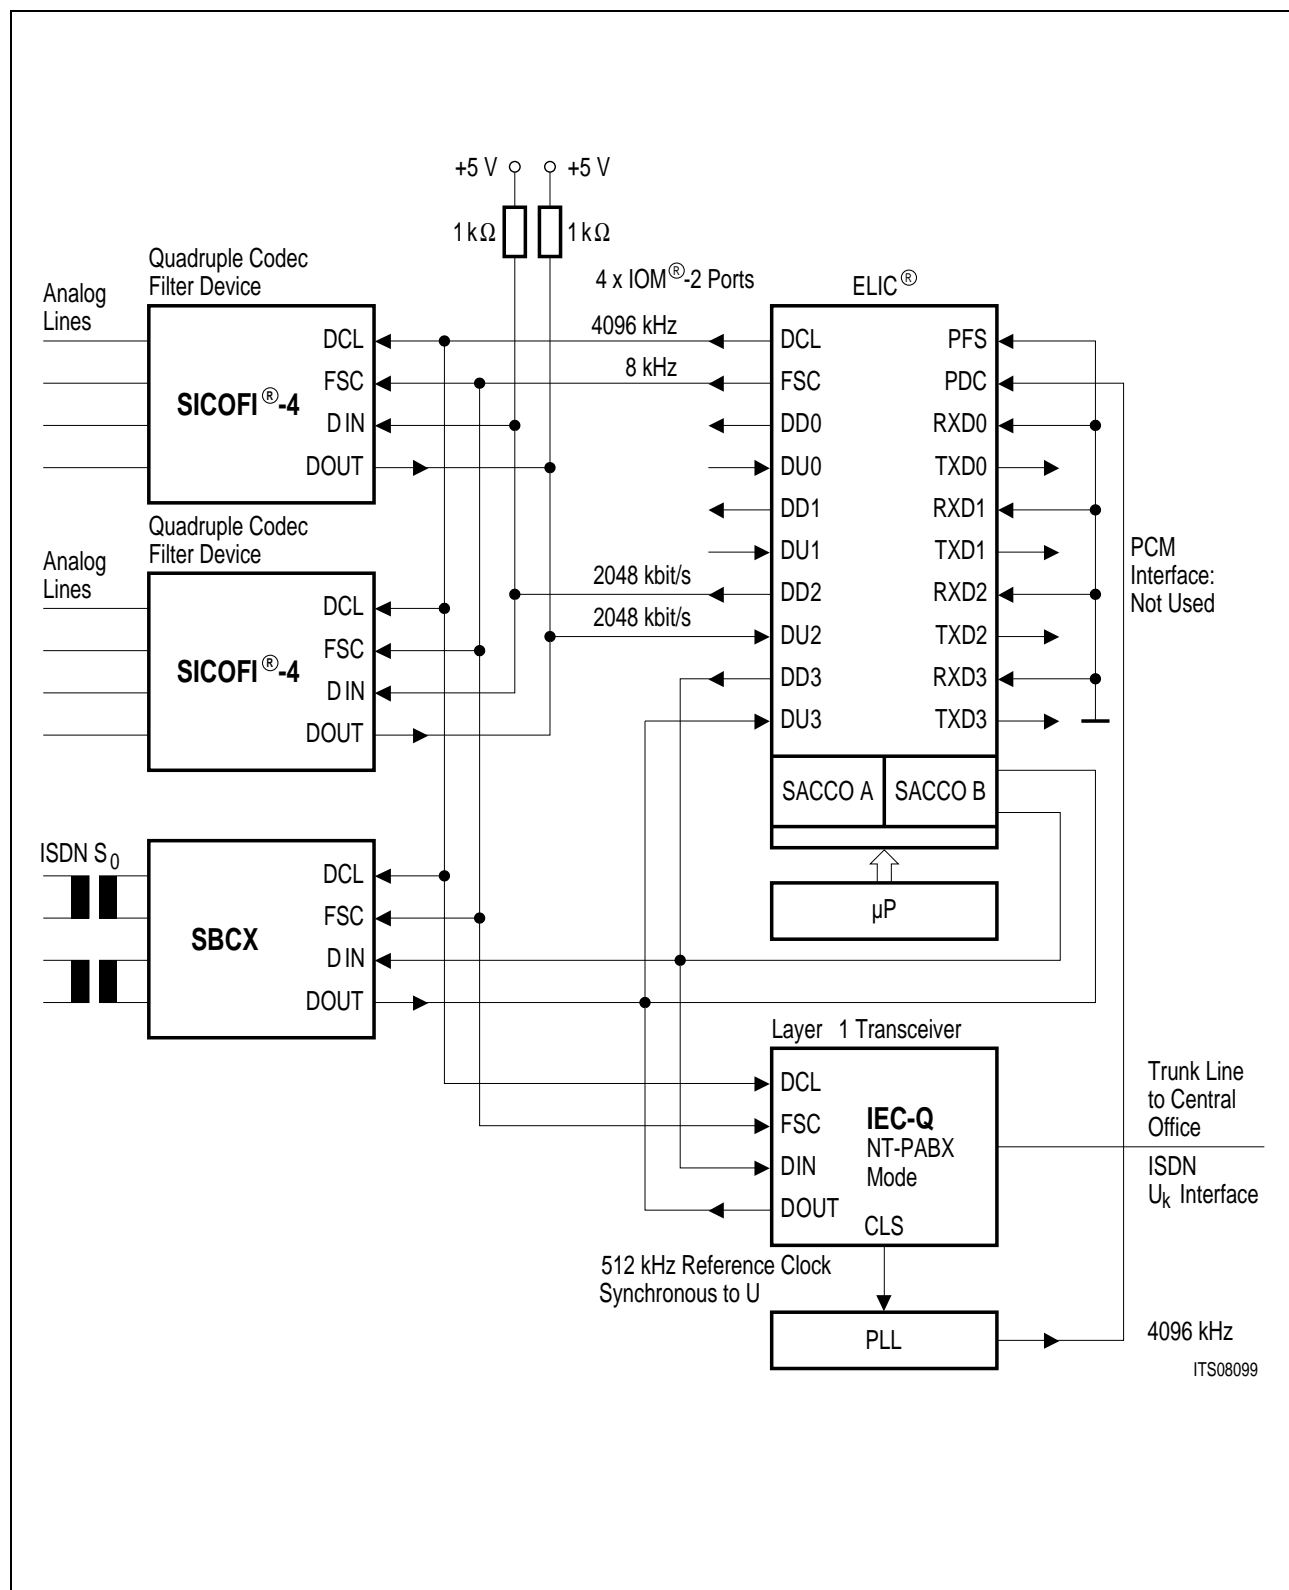 +5 V
+5 V
1 kΩ
1 kΩ
Quadruple Codec
Filter Device
Analog
Lines
DCL
FSC
DIN
DOUT
SICOFI®-4
4 x IOM®-2 Ports
4096 kHz
8 kHz
ELIC®
DCL
FSC
DD0
DU0
DD1
DU1
DD2
DU2
DD3
DU3
PFS
PDC
RXD0
TXD0
RXD1
TXD1
RXD2
TXD2
RXD3
TXD3
PCM
Interface:
Not Used
Quadruple Codec
Filter Device
Analog
Lines
DCL
FSC
DIN
DOUT
SICOFI®-4
2048 kbit/s
2048 kbit/s
SACCO A
SACCO B
µP
ISDN S0
SBCX
DCL
FSC
DIN
DOUT
Layer 1 Transceiver
DCL
FSC
DIN
DOUT
IEC-Q
NT-PABX
Mode
CLS
Trunk Line
to Central
Office
ISDN
Uk Interface
512 kHz Reference Clock
Synchronous to U
PLL
4096 kHz
ITS08099